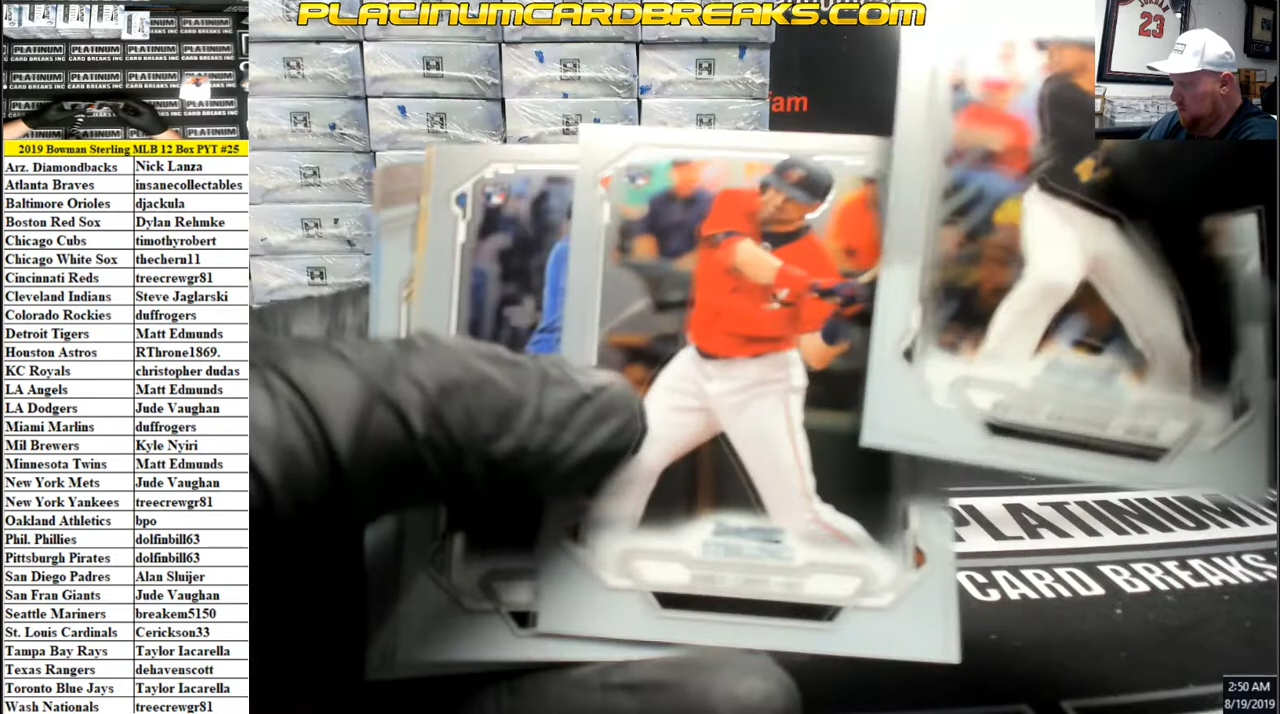 PLATINUMCARDBREAKS.COM
23
PLATINUM
CARD BREAKS INC
2019 Bowman Sterling MLB 12 Box PYT #25
Arz. Diamondbacks Nick Lanza
Atlanta Braves insanecollectables
Baltimore Orioles djackula
Boston Red Sox Dylan Rehmke
Chicago Cubs timothyrobert
Chicago White Sox thechern11
Cincinnati Reds treecrewgr81
Cleveland Indians Steve Jaglarski
Colorado Rockies duffrogers
Detroit Tigers Matt Edmunds
Houston Astros RThrone1869.
KC Royals christopher dudas
LA Angels Matt Edmunds
LA Dodgers Jude Vaughan
Miami Marlins duffrogers
Mil Brewers Kyle Nyiri
Minnesota Twins Matt Edmunds
New York Mets Jude Vaughan
New York Yankees treecrewgr81
Oakland Athletics bpo
Phil. Phillies dolfinbill63
Pittsburgh Pirates dolfinbill63
San Diego Padres Alan Sluijer
San Fran Giants Jude Vaughan
Seattle Mariners breakem5150
St. Louis Cardinals Cerickson33
Tampa Bay Rays Taylor Iacarella
Texas Rangers dehavenscott
Toronto Blue Jays Taylor Iacarella
Wash Nationals treecrewgr81
PLATINUM
CARD BREAKS
2:50 AM
8/19/2019